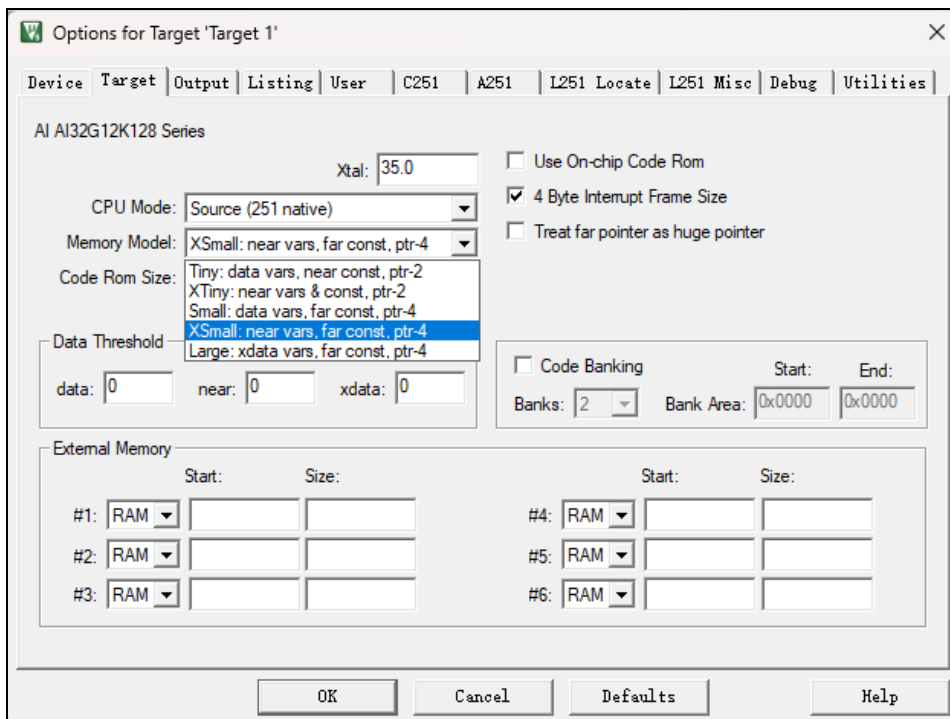 Options for Target 'Target 1'
Device Target Output Listing User C251 A251 L251 Locate L251 Misc Debug Utilities
AI AI32G12K128 Series
Xtal: 35.0
Use On-chip Code Rom
CPU Mode: Source (251 native)
4 Byte Interrupt Frame Size
Memory Model: XSmall: near vars, far const, ptr-4
Treat far pointer as huge pointer
Code Rom Size:
Tiny: data vars, near const, ptr-2
XTiny: near vars & const, ptr-2
Small: data vars, far const, ptr-4
XSmall: near vars, far const, ptr-4
Large: xdata vars, far const, ptr-4
Data Threshold
data: 0 near: 0 xdata: 0
Code Banking Start: End:
Banks: 2 Bank Area: 0x0000 0x0000
External Memory
Start: Size: Start: Size:
#1: RAM #4: RAM
#2: RAM #5: RAM
#3: RAM #6: RAM
OK Cancel Defaults Help